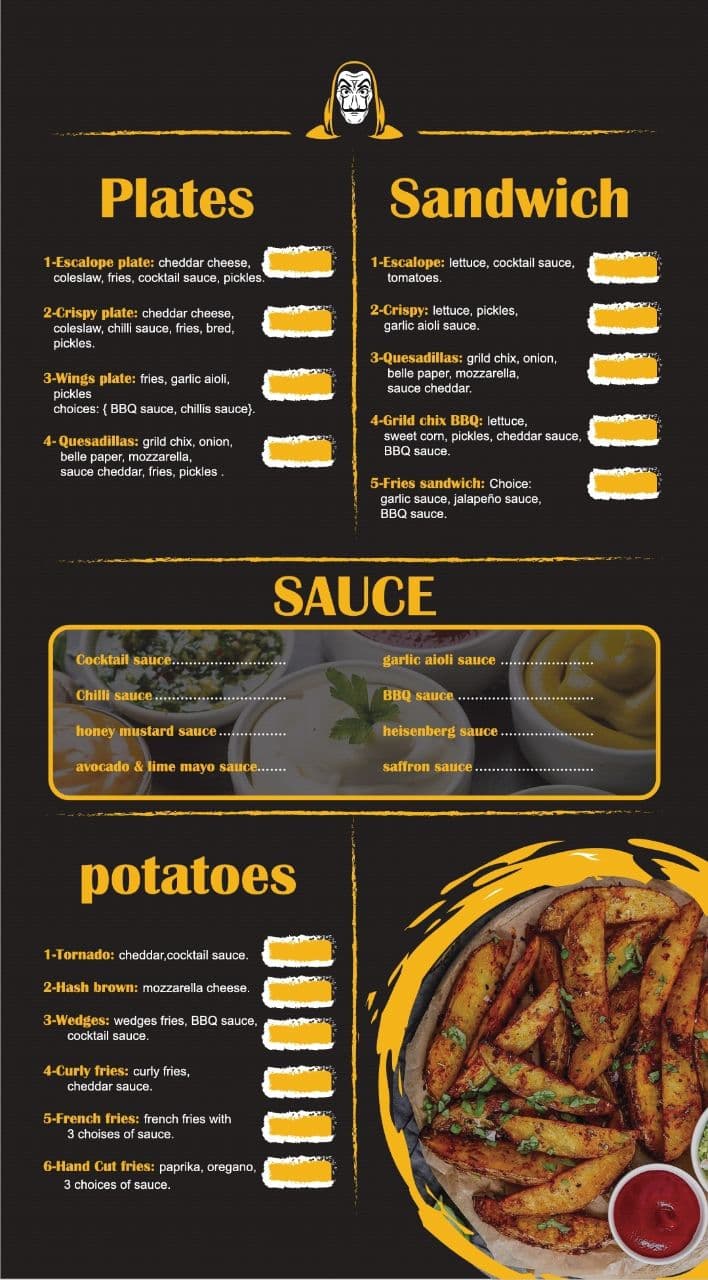 Plates
1-Escalope plate: cheddar cheese,
coleslaw, fries, cocktail sauce, pickles.
2-Crispy plate: cheddar cheese,
coleslaw, chilli sauce, fries, bred,
pickles.
3-Wings plate: fries, garlic aioli,
pickles
choices: { BBQ sauce, chillis sauce}.
4- Quesadillas: grild chix, onion,
belle paper, mozzarella,
sauce cheddar, fries, pickles .
Sandwich
1-Escalope: lettuce, cocktail sauce,
tomatoes.
2-Crispy: lettuce, pickles,
garlic aioli sauce.
3-Quesadillas: grild chix, onion,
belle paper, mozzarella,
sauce cheddar.
4-Grild chix BBQ: lettuce,
sweet corn, pickles, cheddar sauce,
BBQ sauce.
5-Fries sandwich: Choice:
garlic sauce, jalapeño sauce,
BBQ sauce.
SAUCE
Cocktail sauce...........................
Chilli sauce...............................
honey mustard sauce................
avocado & lime mayo sauce.......
garlic aioli sauce ......................
BBQ sauce................................
heisenberg sauce......................
saffron sauce............................
potatoes
1-Tornado: cheddar,cocktail sauce.
2-Hash brown: mozzarella cheese.
3-Wedges: wedges fries, BBQ sauce,
cocktail sauce.
4-Curly fries: curly fries,
cheddar sauce.
5-French fries: french fries with
3 choises of sauce.
6-Hand Cut fries: paprika, oregano,
3 choices of sauce.